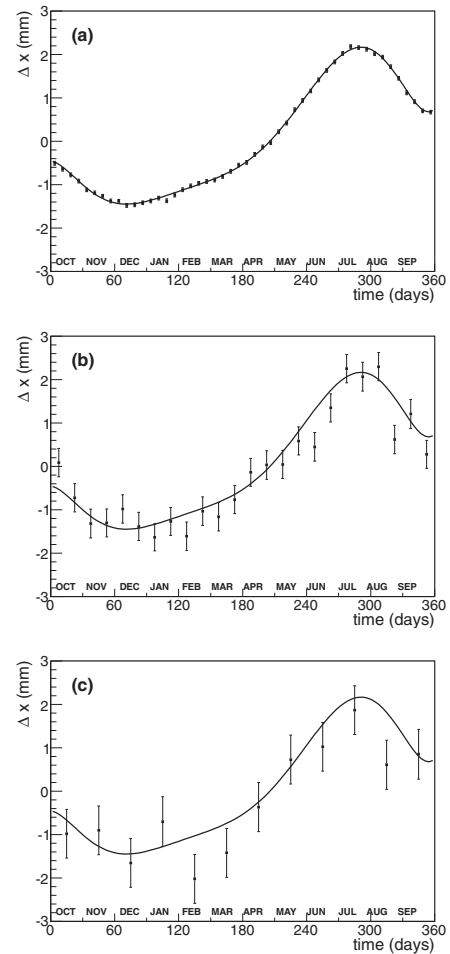 Δ x (mm)
3
(a)
2
1
0
-1
-2
-3
OCT NOV DEC JAN FEB MAR APR MAY JUN JUL AUG SEP
0 60 120 180 240 300 360
time (days)
Δ x (mm)
3
(b)
2
1
0
-1
-2
-3
OCT NOV DEC JAN FEB MAR APR MAY JUN JUL AUG SEP
0 60 120 180 240 300 360
time (days)
Δ x (mm)
3
(c)
2
1
0
-1
-2
-3
OCT NOV DEC JAN FEB MAR APR MAY JUN JUL AUG SEP
0 60 120 180 240 300 360
time (days)